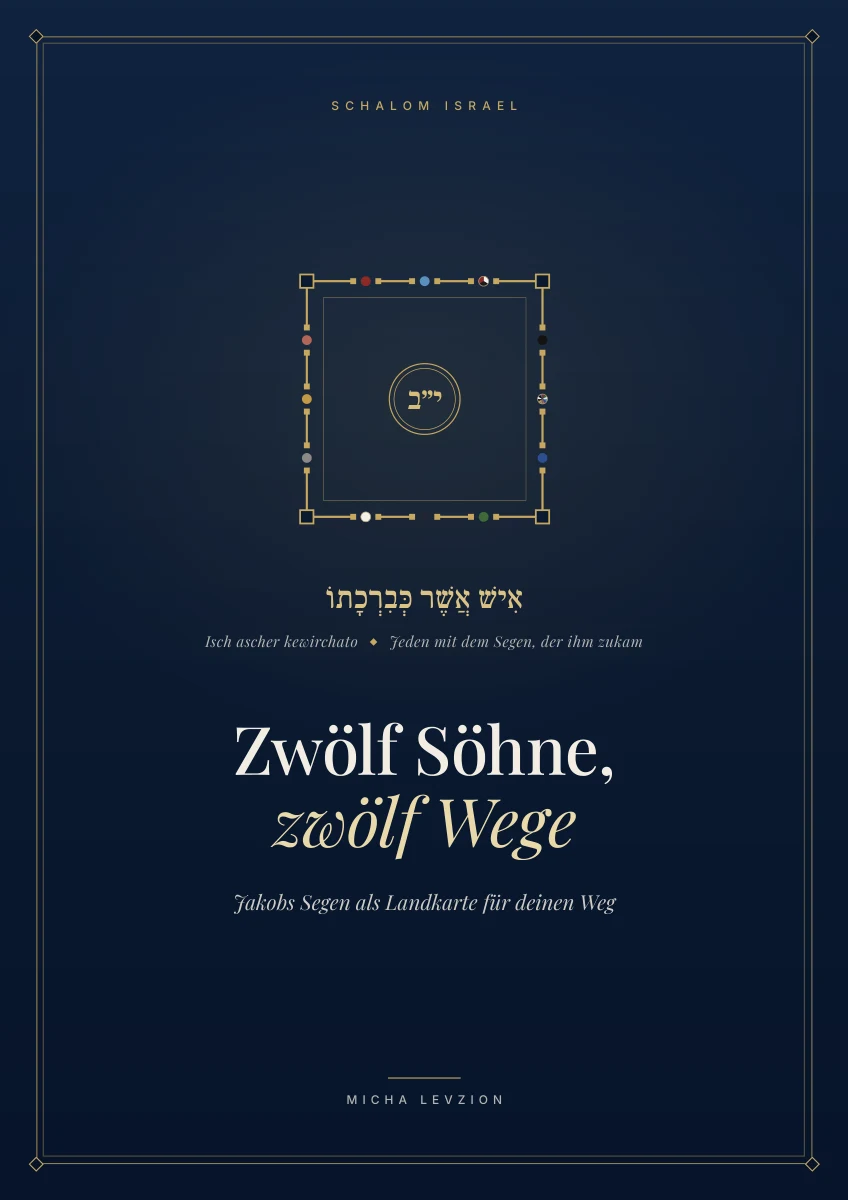 SCHALOM ISRAEL
י״ב
אִישׁ אֲשֶׁר כְּבִרְכָתוֹ
Isch ascher kewirchato ◆ Jeden mit dem Segen, der ihm zukam
Zwölf Söhne,
zwölf Wege
Jakobs Segen als Landkarte für deinen Weg
MICHA LEVZION